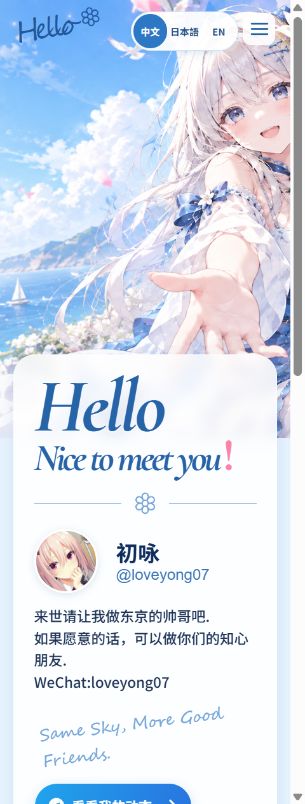 Hello
中文 日本語 EN
Hello
Nice to meet you!
初咏
@loveyong07
来世请让我做东京的帅哥吧.
如果愿意的话，可以做你们的知心
朋友.
WeChat:loveyong07
Same Sky, More Good
Friends.